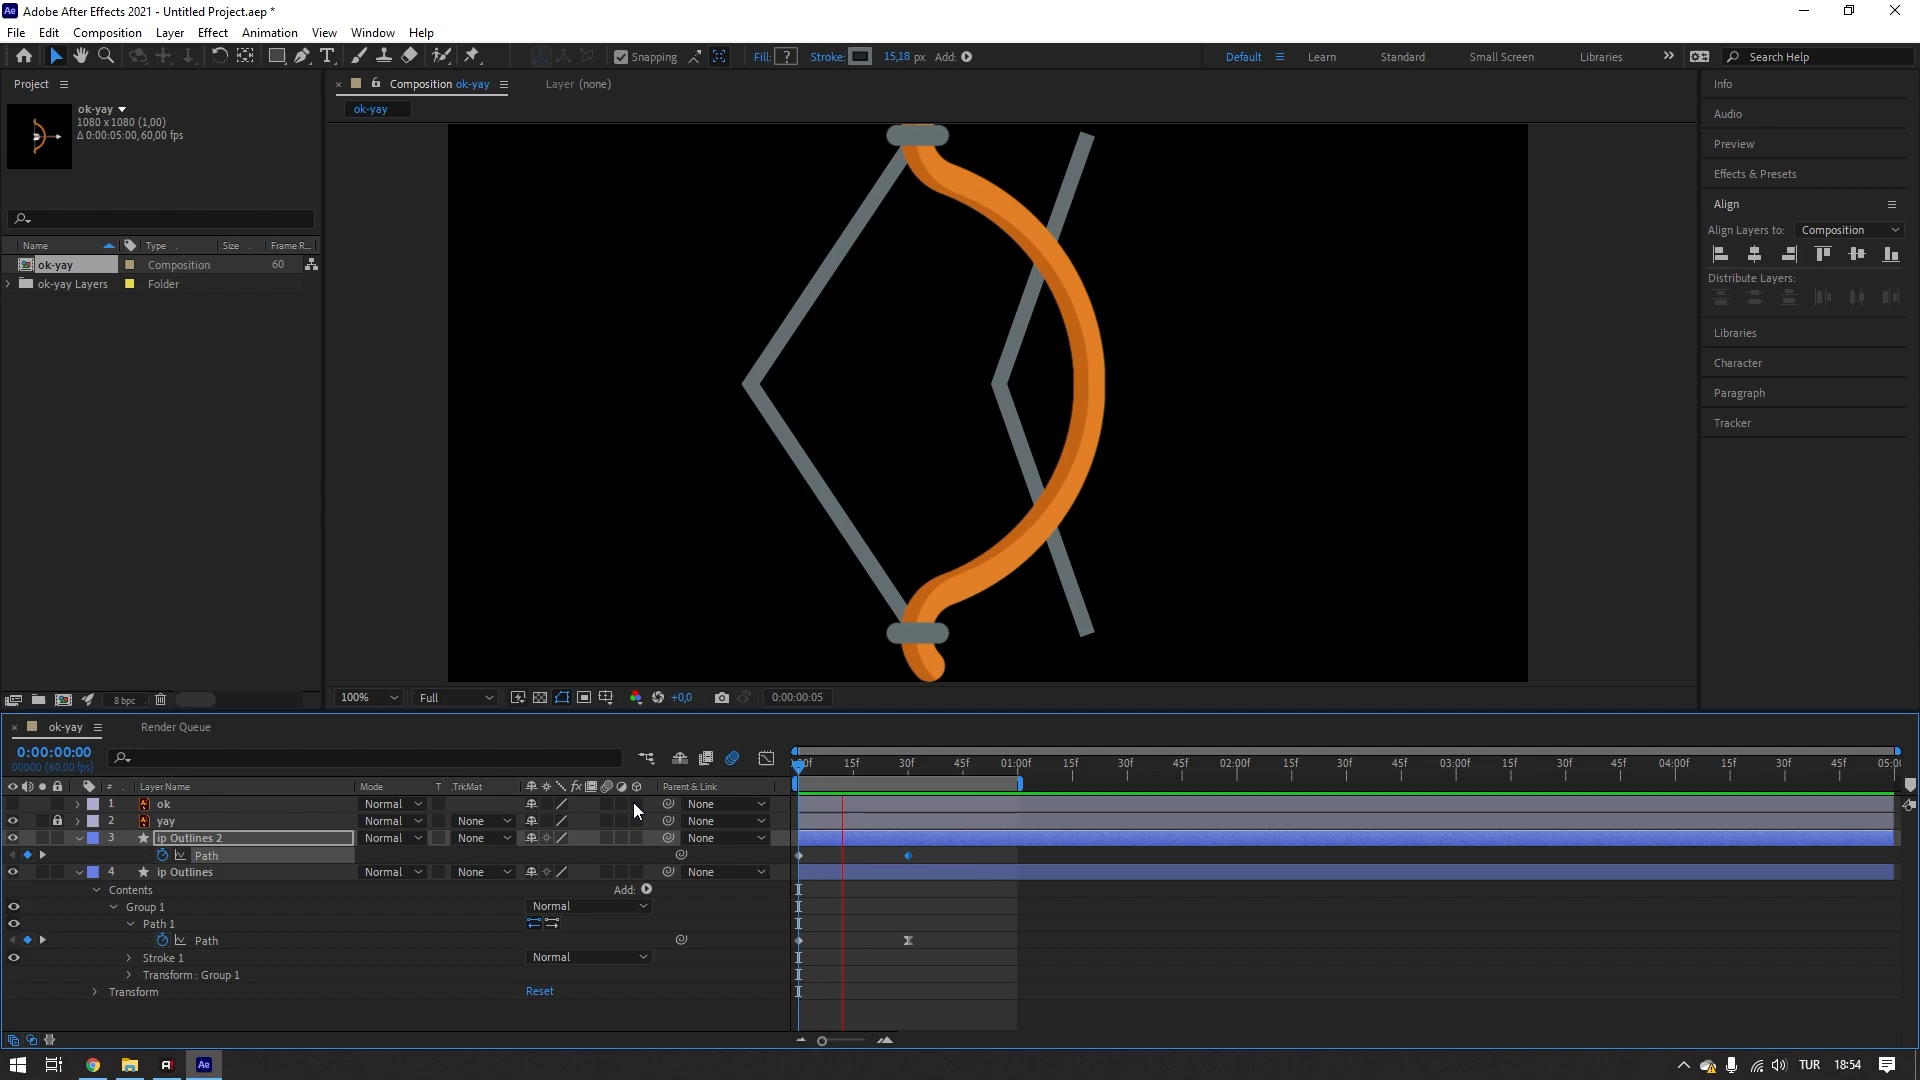 Ae Adobe After Effects 2021 - Untitled Project.aep *
File Edit Composition Layer Effect Animation View Window Help
Snapping Fill: ? Stroke: 15,18 px Add: Default Learn Standard Small Screen Libraries Search Help
Project
Composition ok-yay
Layer (none)
ok-yay
ok-yay
1080 x 1080 (1,00)
Δ 0:00:05:00, 60,00 fps
Name Type Size Frame R...
ok-yay Composition 60
ok-yay Layers Folder
8 bpc
100% Full +0,0 0:00:00:05
Info
Audio
Preview
Effects & Presets
Align
Align Layers to: Composition
Distribute Layers:
Libraries
Character
Paragraph
Tracker
ok-yay Render Queue
0:00:00:00
00000 (60.00 fps)
15f 30f 45f 01:00f 15f 30f 45f 02:00f 15f 30f 45f 03:00f 15f 30f 45f 04:00f 15f 30f 45f 05:00
# Layer Name Mode T .TrkMat fx Parent & Link
1 ok Normal None
2 yay Normal None None
3 ip Outlines 2 Normal None None
Path
4 ip Outlines Normal None None
Contents Add:
Group 1 Normal
Path 1
Path
Stroke 1 Normal
Transform : Group 1
Transform Reset
Ae TUR 18:54